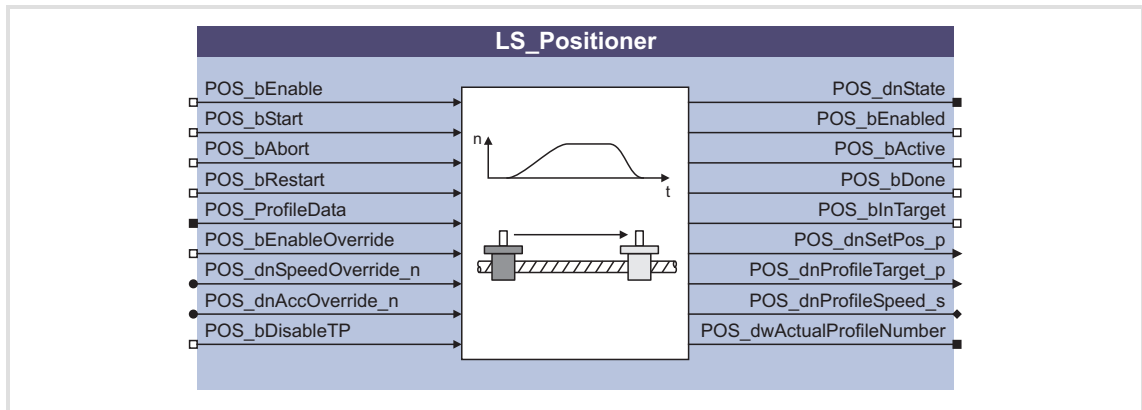 LS_Positioner
POS_bEnable
POS_bStart
POS_bAbort
POS_bRestart
POS_ProfileData
POS_bEnableOverride
POS_dnSpeedOverride_n
POS_dnAccOverride_n
POS_bDisableTP
n
t
POS_dnState
POS_bEnabled
POS_bActive
POS_bDone
POS_bInTarget
POS_dnSetPos_p
POS_dnProfileTarget_p
POS_dnProfileSpeed_s
POS_dwActualProfileNumber